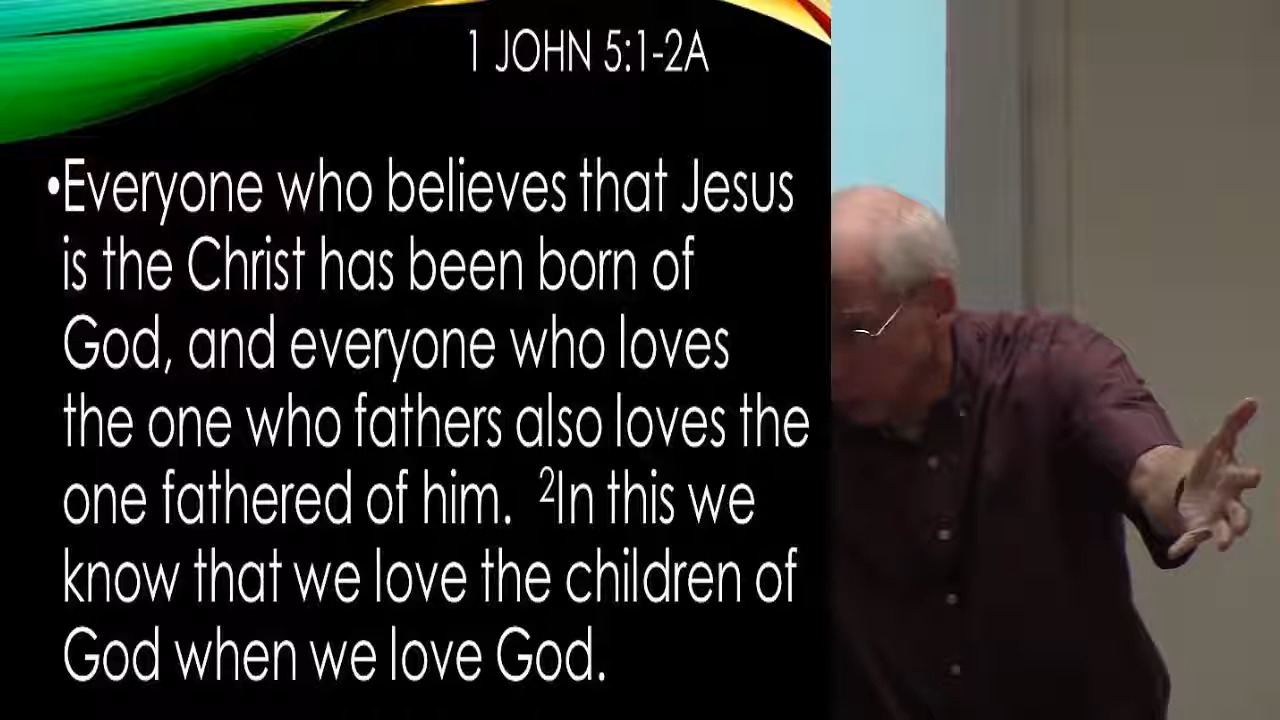 1 JOHN 5:1-2A
•Everyone who believes that Jesus
is the Christ has been born of
God, and everyone who loves
the one who fathers also loves the
one fathered of him. ²In this we
know that we love the children of
God when we love God.